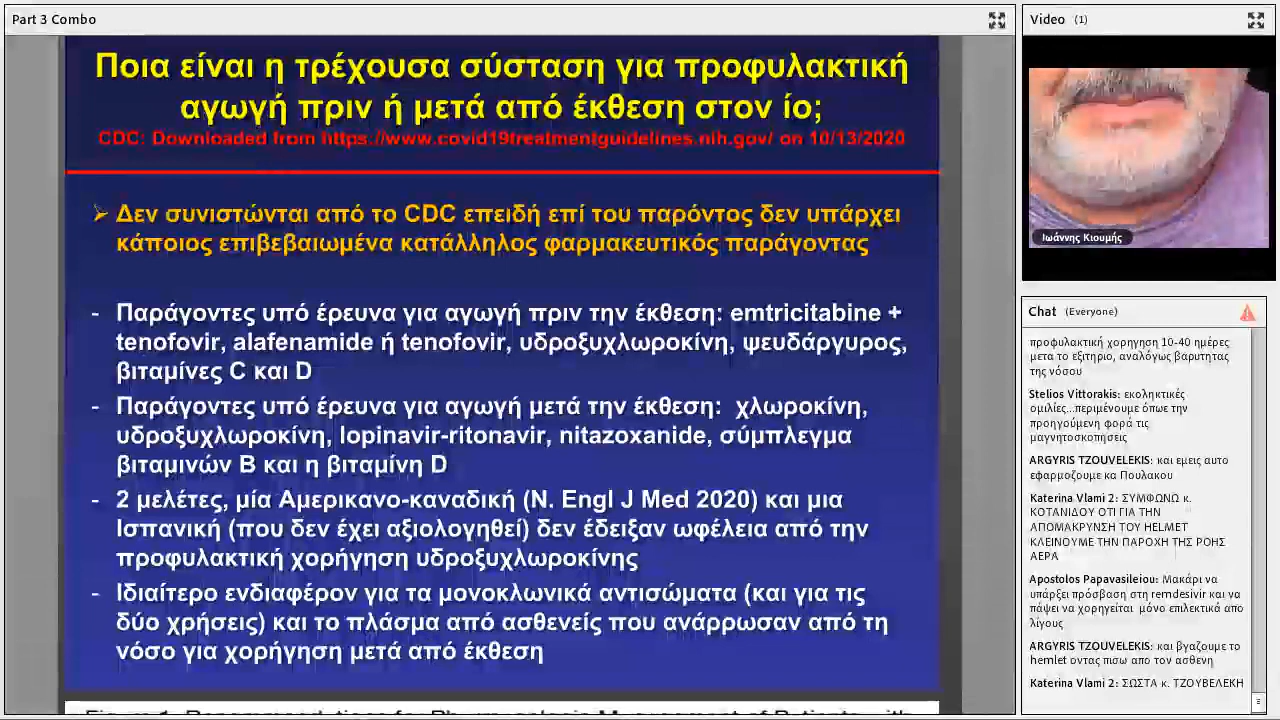 Part 3 Combo
Ποια είναι η τρέχουσα σύσταση για προφυλακτική
αγωγή πριν ή μετά από έκθεση στον ίο;
CDC: Downloaded from https://www.covid19treatmentguidelines.nih.gov/ on 10/13/2020
➢ Δεν συνιστώνται από το CDC επειδή επί του παρόντος δεν υπάρχει
κάποιος επιβεβαιωμένα κατάλληλος φαρμακευτικός παράγοντας
- Παράγοντες υπό έρευνα για αγωγή πριν την έκθεση: emtricitabine +
tenofovir, alafenamide ή tenofovir, υδροξυχλωροκίνη, ψευδάργυρος,
βιταμίνες C και D
- Παράγοντες υπό έρευνα για αγωγή μετά την έκθεση: χλωροκίνη,
υδροξυχλωροκίνη, lopinavir-ritonavir, nitazoxanide, σύμπλεγμα
βιταμινών Β και η βιταμίνη D
- 2 μελέτες, μία Αμερικανο-καναδική (N. Engl J Med 2020) και μια
Ισπανική (που δεν έχει αξιολογηθεί) δεν έδειξαν ωφέλεια από την
προφυλακτική χορήγηση υδροξυχλωροκίνης
- Ιδιαίτερο ενδιαφέρον για τα μονοκλωνικά αντισώματα (και για τις
δύο χρήσεις) και το πλάσμα από ασθενείς που ανάρρωσαν από τη
νόσο για χορήγηση μετά από έκθεση
Video (1)
Ιωάννης Κιουμής
Chat (Everyone)
προφυλακτική χορηγηση 10-40 ημέρες
μετα το εξιτηριο, αναλόγως βαρυτητας
της νόσου
Stelios Vittorakis: εκοληκτικές
ομιλίες...περιμένουμε όπως την
προηγούμενη φορά τις
μαγνητοσκοπησεις
ARGYRIS TZOUVELEKIS: και εμεις αυτο
εφαρμοζουμε κα Πουλακου
Katerina Vlami 2: ΣΥΜΦΩΝΩ κ.
ΚΟΤΑΝΙΔΟΥ ΟΤΙ ΓΙΑ ΤΗΝ
ΑΠΟΜΑΚΡΥΝΣΗ ΤΟΥ HELMET
ΚΛΕΙΝΟΥΜΕ ΤΗΝ ΠΑΡΟΧΗ ΤΗΣ ΡΟΗΣ
ΑΕΡΑ
Apostolos Papavasileiou: Μακάρι να
υπάρξει πρόσβαση στη remdesivir και να
πάψει να χορηγείται μόνο επιλεκτικά απο
λίγους
ARGYRIS TZOUVELEKIS: και βγαζουμε το
hemlet οντας πισω απο τον ασθενη
Katerina Vlami 2: ΣΩΣΤΑ κ. ΤΖΟΥΒΕΛΕΚΗ